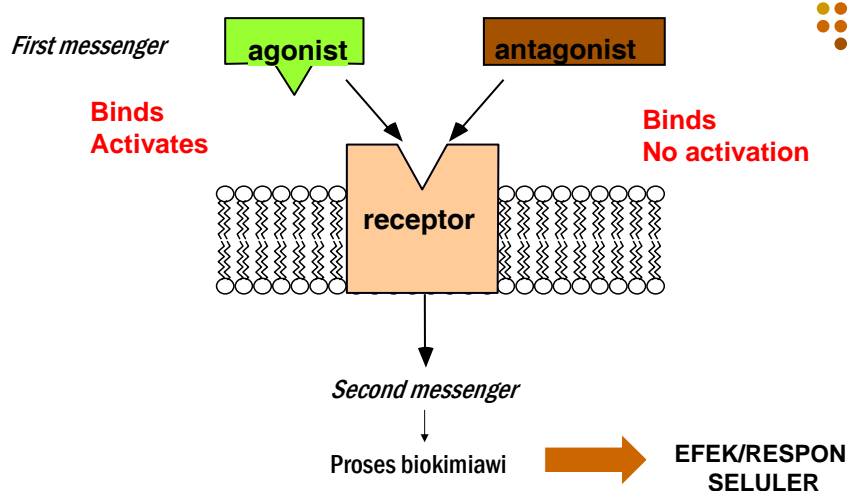 First messenger
agonist
antagonist
Binds
Activates
Binds
No activation
receptor
Second messenger
Proses biokimiawi
EFEK/RESPON
SELULER